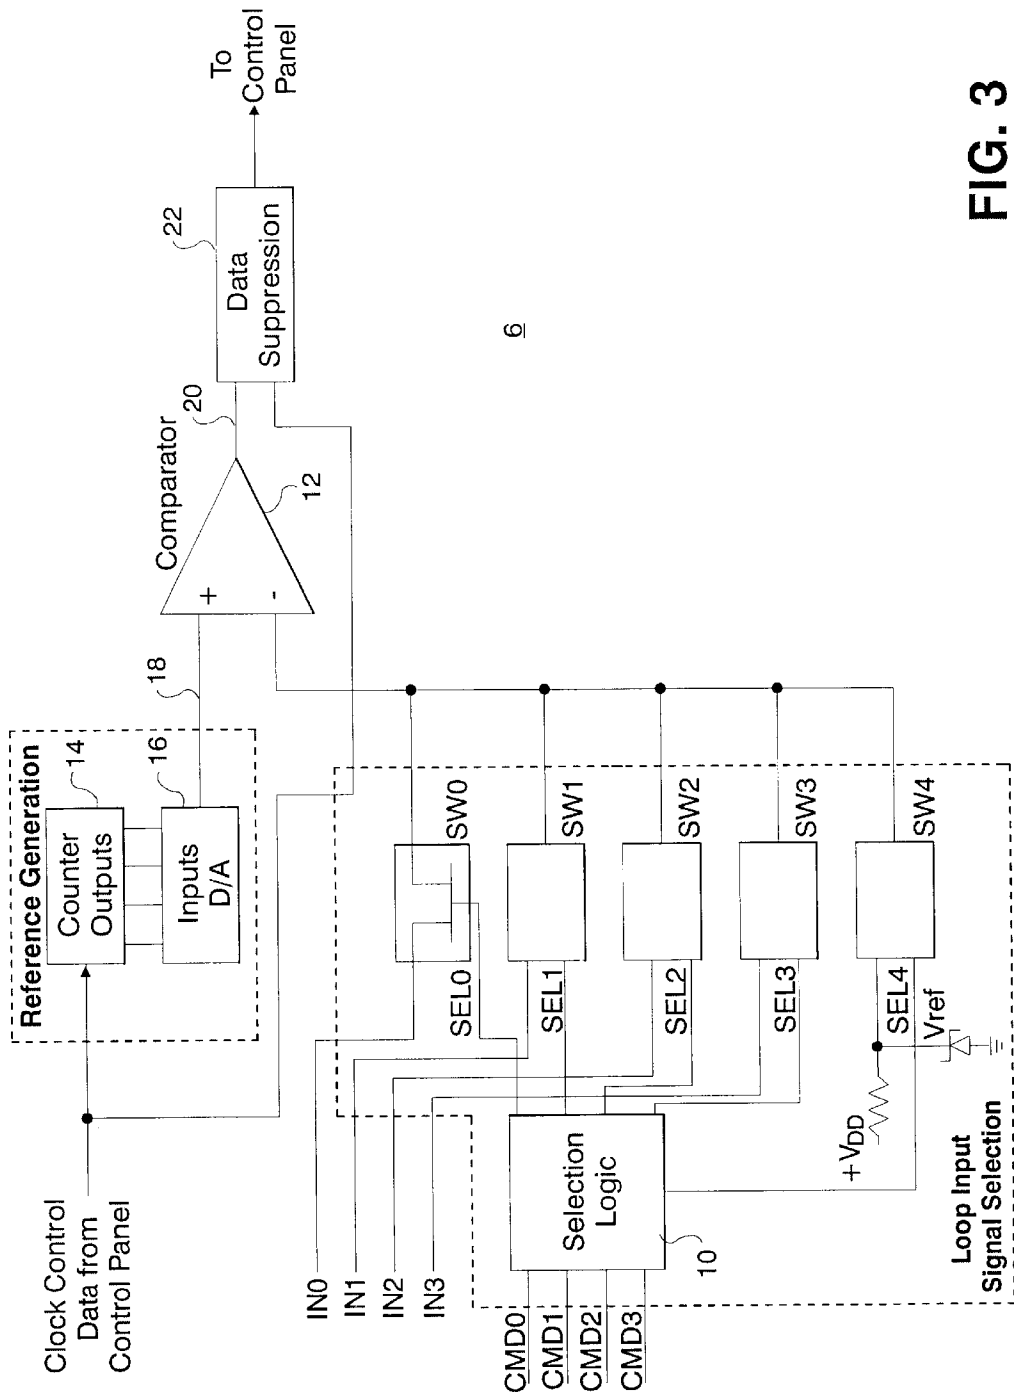 Clock Control
Data from
Control Panel
Reference Generation
Counter
Outputs
14
Inputs
D/A
16
18
Comparator
+
-
12
20
Data
Suppression
22
To
Control
Panel
6
IN0
IN1
IN2
IN3
CMD0
CMD1
CMD2
CMD3
Selection
Logic
10
SEL0
SEL1
SEL2
SEL3
SEL4
SW0
SW1
SW2
SW3
SW4
+VDD
Vref
Loop Input
Signal Selection
FIG. 3